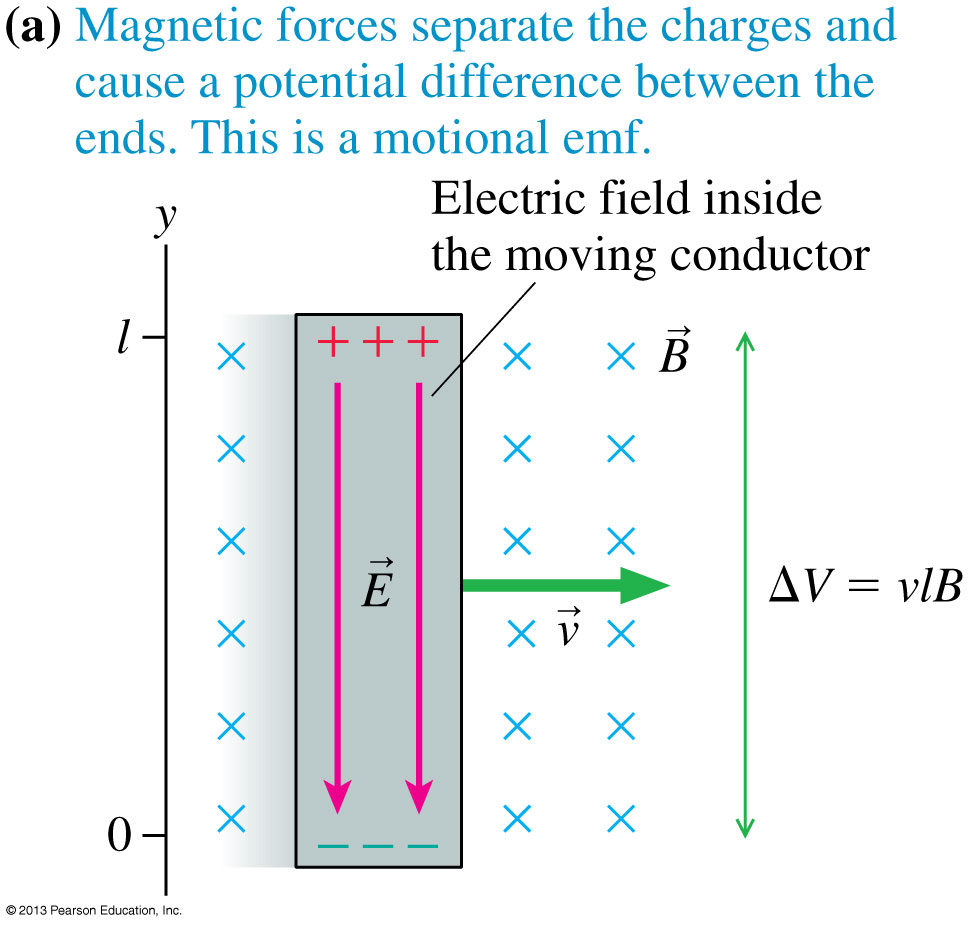 (a) Magnetic forces separate the charges and
cause a potential difference between the
ends. This is a motional emf.
Electric field inside
the moving conductor
y
l
+ + +
B⃗
E⃗
v⃗
ΔV = vlB
0
– – –
© 2013 Pearson Education, Inc.